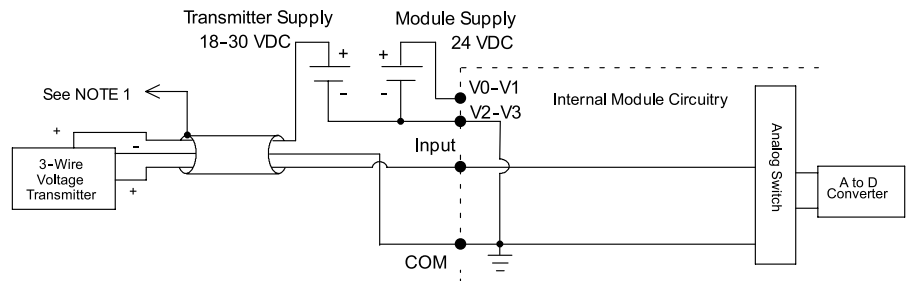 Transmitter Supply
18-30 VDC
Module Supply
24 VDC
+
-
+
-
V0-V1
V2-V3
See NOTE 1
Internal Module Circuitry
+
-
+
3-Wire
Voltage
Transmitter
Input
Analog Switch
A to D
Converter
COM